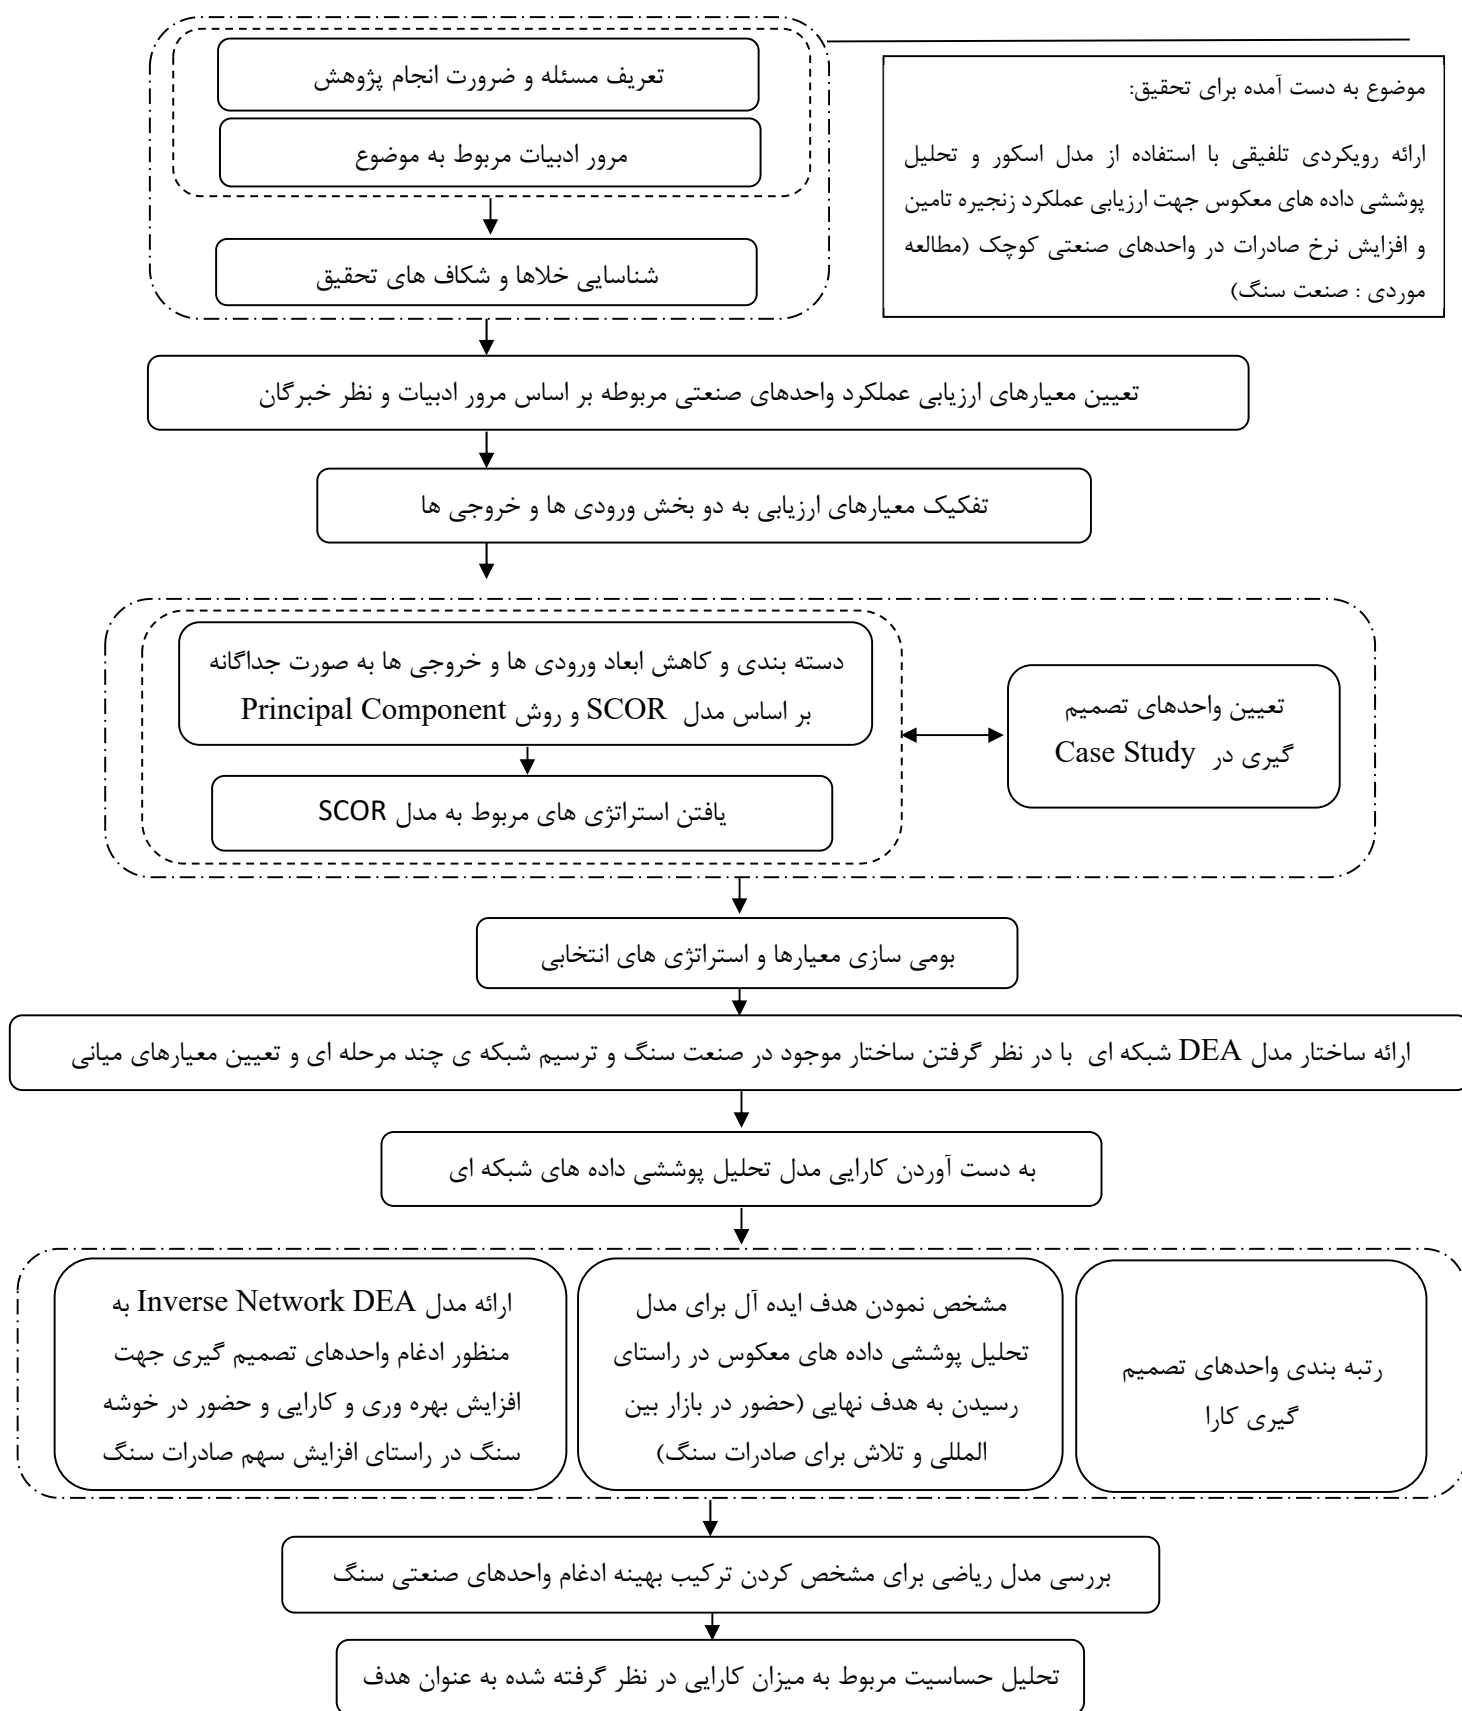 تعریف مسئله و ضرورت انجام پژوهش
مرور ادبیات مربوط به موضوع
شناسایی خلاها و شکاف های تحقیق
موضوع به دست آمده برای تحقیق:
ارائه رویکردی تلفیقی با استفاده از مدل اسکور و تحلیل
پوششی داده های معکوس جهت ارزیابی عملکرد زنجیره تامین
و افزایش نرخ صادرات در واحدهای صنعتی کوچک (مطالعه
موردی : صنعت سنگ)
تعیین معیارهای ارزیابی عملکرد واحدهای صنعتی مربوطه بر اساس مرور ادبیات و نظر خبرگان
تفکیک معیارهای ارزیابی به دو بخش ورودی ها و خروجی ها
دسته بندی و کاهش ابعاد ورودی ها و خروجی ها به صورت جداگانه
بر اساس مدل SCOR و روش Principal Component
یافتن استراتژی های مربوط به مدل SCOR
تعیین واحدهای تصمیم
گیری در Case Study
بومی سازی معیارها و استراتژی های انتخابی
ارائه ساختار مدل DEA شبکه ای با در نظر گرفتن ساختار موجود در صنعت سنگ و ترسیم شبکه ی چند مرحله ای و تعیین معیارهای میانی
به دست آوردن کارایی مدل تحلیل پوششی داده های شبکه ای
رتبه بندی واحدهای تصمیم
گیری کارا
مشخص نمودن هدف ایده آل برای مدل
تحلیل پوششی داده های معکوس در راستای
رسیدن به هدف نهایی (حضور در بازار بین
المللی و تلاش برای صادرات سنگ)
ارائه مدل Inverse Network DEA به
منظور ادغام واحدهای تصمیم گیری جهت
افزایش بهره وری و کارایی و حضور در خوشه
سنگ در راستای افزایش سهم صادرات سنگ
بررسی مدل ریاضی برای مشخص کردن ترکیب بهینه ادغام واحدهای صنعتی سنگ
تحلیل حساسیت مربوط به میزان کارایی در نظر گرفته شده به عنوان هدف